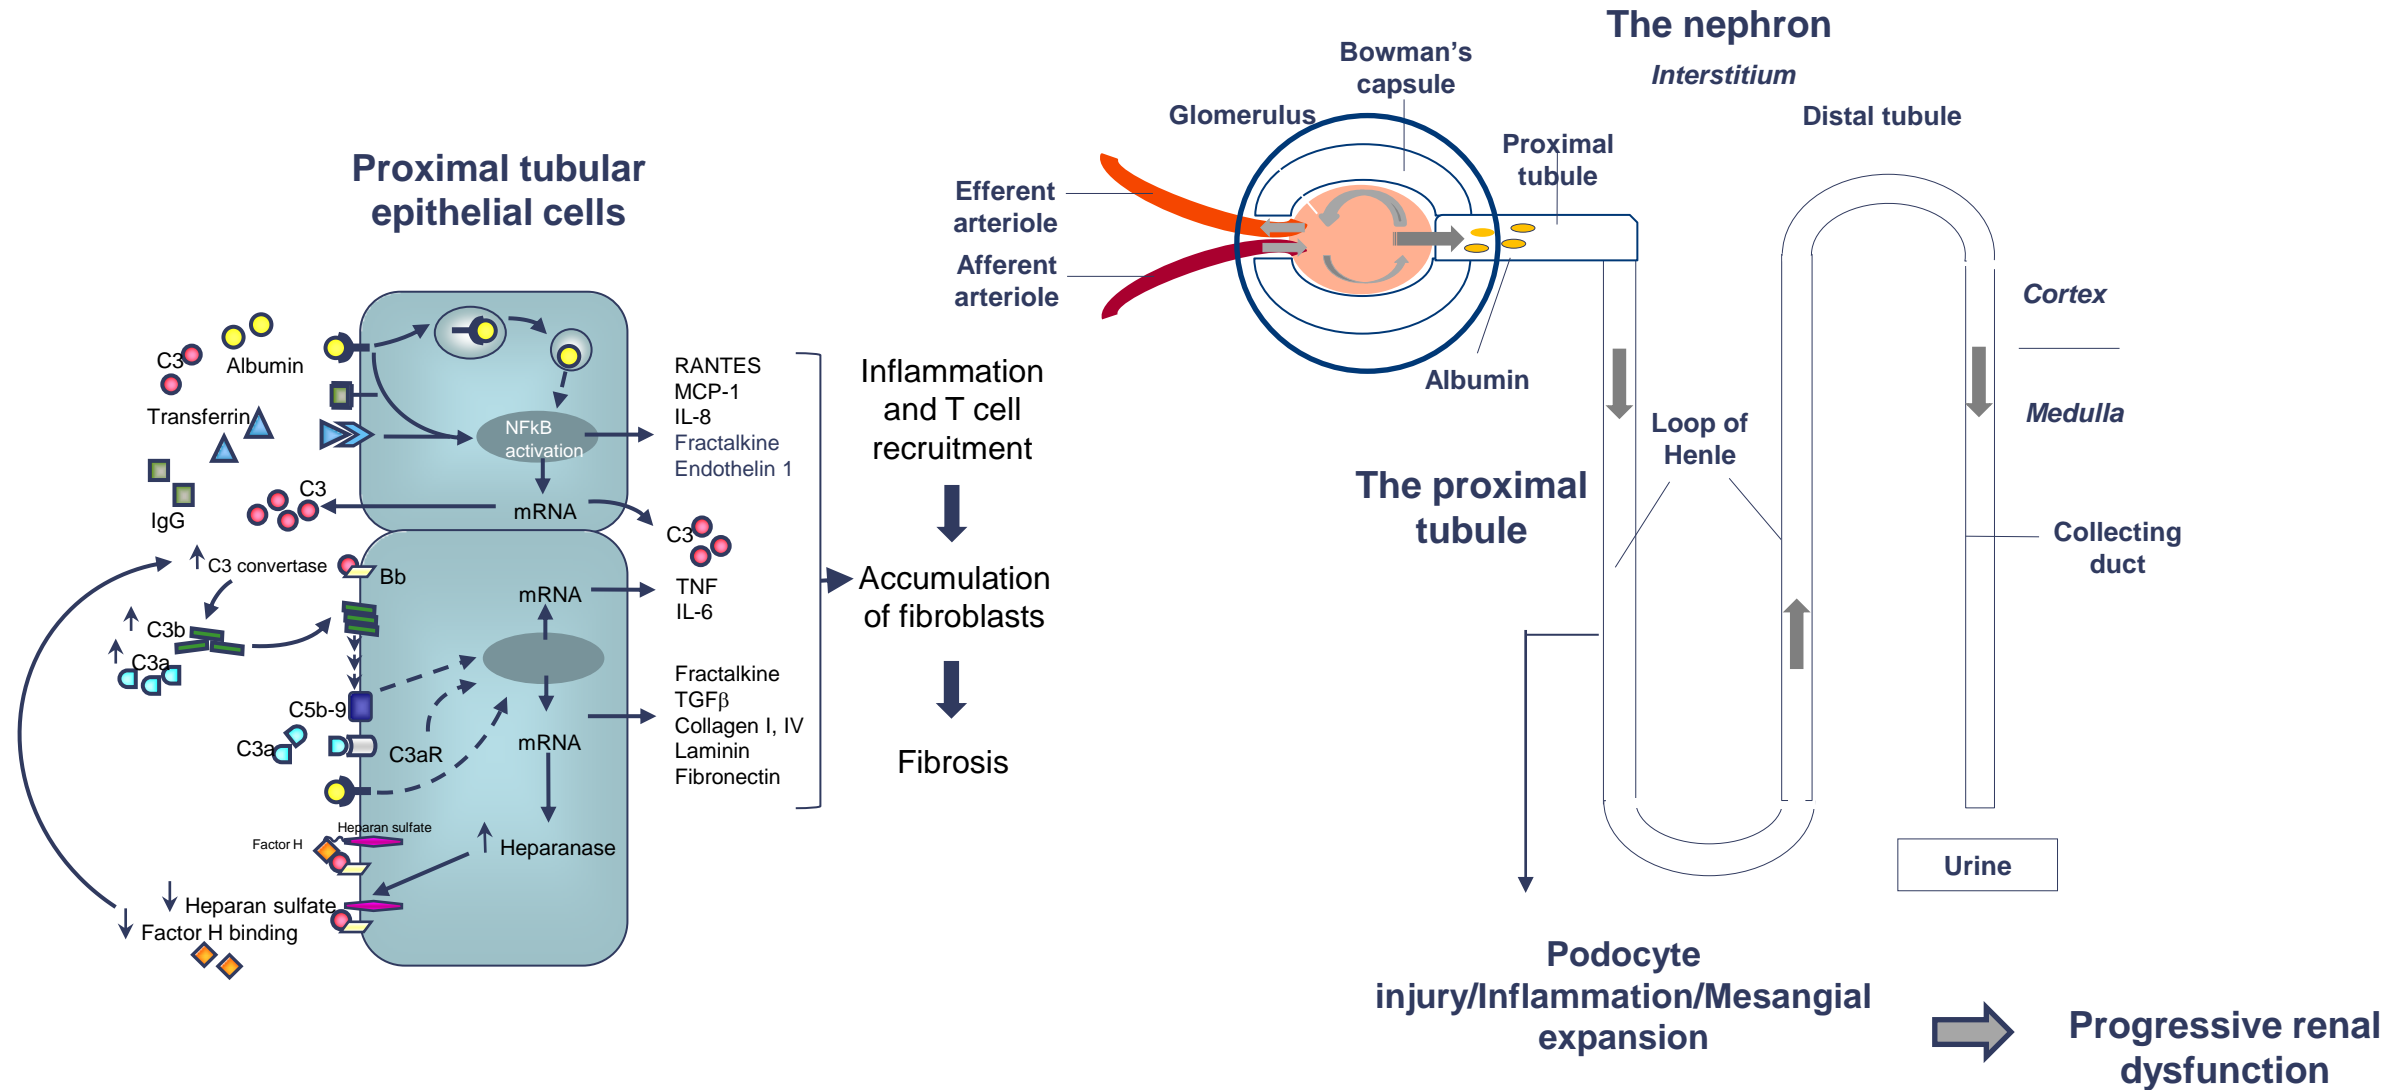 Proximal tubular
epithelial cells
C3
Albumin
Transferrin
IgG
C3
NFkB
activation
mRNA
RANTES
MCP-1
IL-8
Fractalkine
Endothelin 1
C3
TNF
IL-6
C3 convertase
Bb
C3b
C3a
mRNA
C5b-9
C3a
C3aR
mRNA
Fractalkine
TGFβ
Collagen I, IV
Laminin
Fibronectin
Heparan sulfate
Factor H
Heparanase
Heparan sulfate
Factor H binding
Inflammation
and T cell
recruitment
Accumulation
of fibroblasts
Fibrosis
The nephron
Interstitium
Bowman’s
capsule
Glomerulus
Proximal
tubule
Distal tubule
Efferent
arteriole
Afferent
arteriole
Albumin
Cortex
Medulla
Loop of
Henle
The proximal
tubule
Collecting
duct
Urine
Podocyte
injury/Inflammation/Mesangial
expansion
Progressive renal
dysfunction